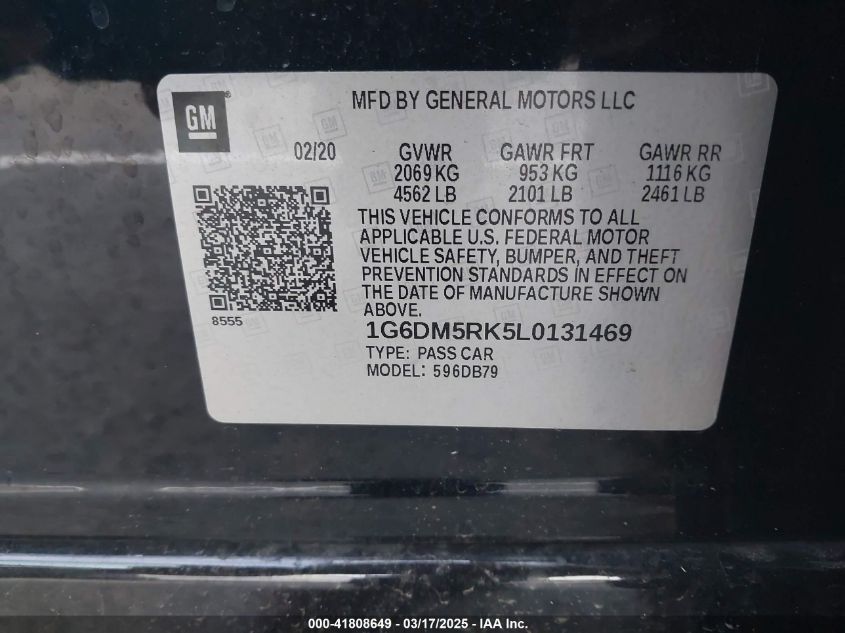 GM
MFD BY GENERAL MOTORS LLC
02/20 GVWR GAWR FRT GAWR RR
2069 KG 953 KG 1116 KG
4562 LB 2101 LB 2461 LB
THIS VEHICLE CONFORMS TO ALL
APPLICABLE U.S. FEDERAL MOTOR
VEHICLE SAFETY, BUMPER, AND THEFT
PREVENTION STANDARDS IN EFFECT ON
THE DATE OF MANUFACTURE SHOWN
ABOVE.
8555
1G6DM5RK5L0131469
TYPE: PASS CAR
MODEL: 596DB79
000-41808649 - 03/17/2025 - IAA Inc.